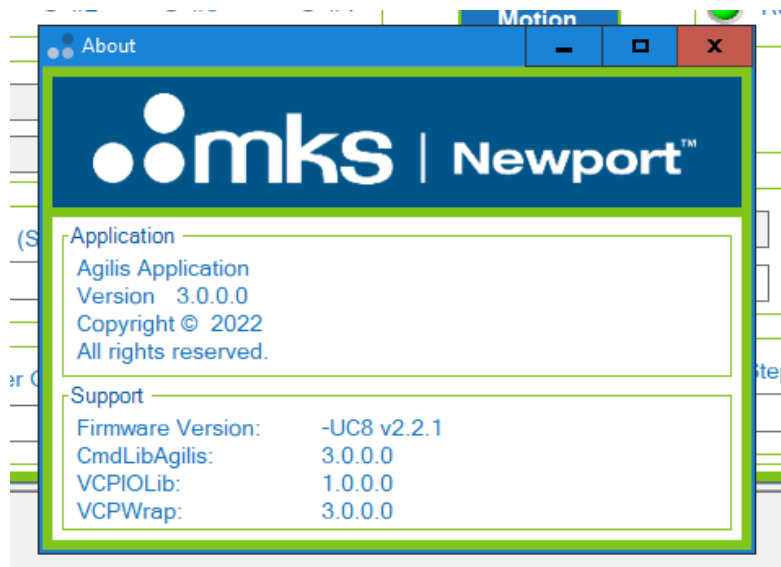 Motion
About
mks | Newport™
(S
Application
Agilis Application
Version 3.0.0.0
Copyright © 2022
All rights reserved.
er
Step
Support
Firmware Version: -UC8 v2.2.1
CmdLibAgilis: 3.0.0.0
VCPIOLib: 1.0.0.0
VCPWrap: 3.0.0.0